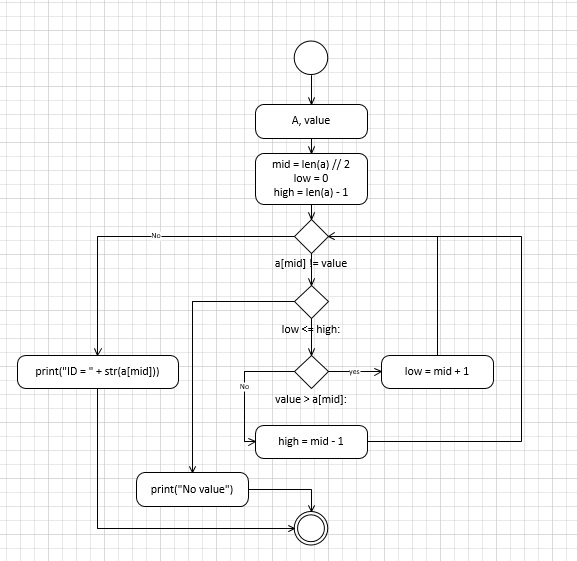 A, value
mid = len(a) // 2
low = 0
high = len(a) - 1
No
a[mid] != value
low <= high:
print("ID = " + str(a[mid]))
yes
low = mid + 1
No
value > a[mid]:
high = mid - 1
print("No value")